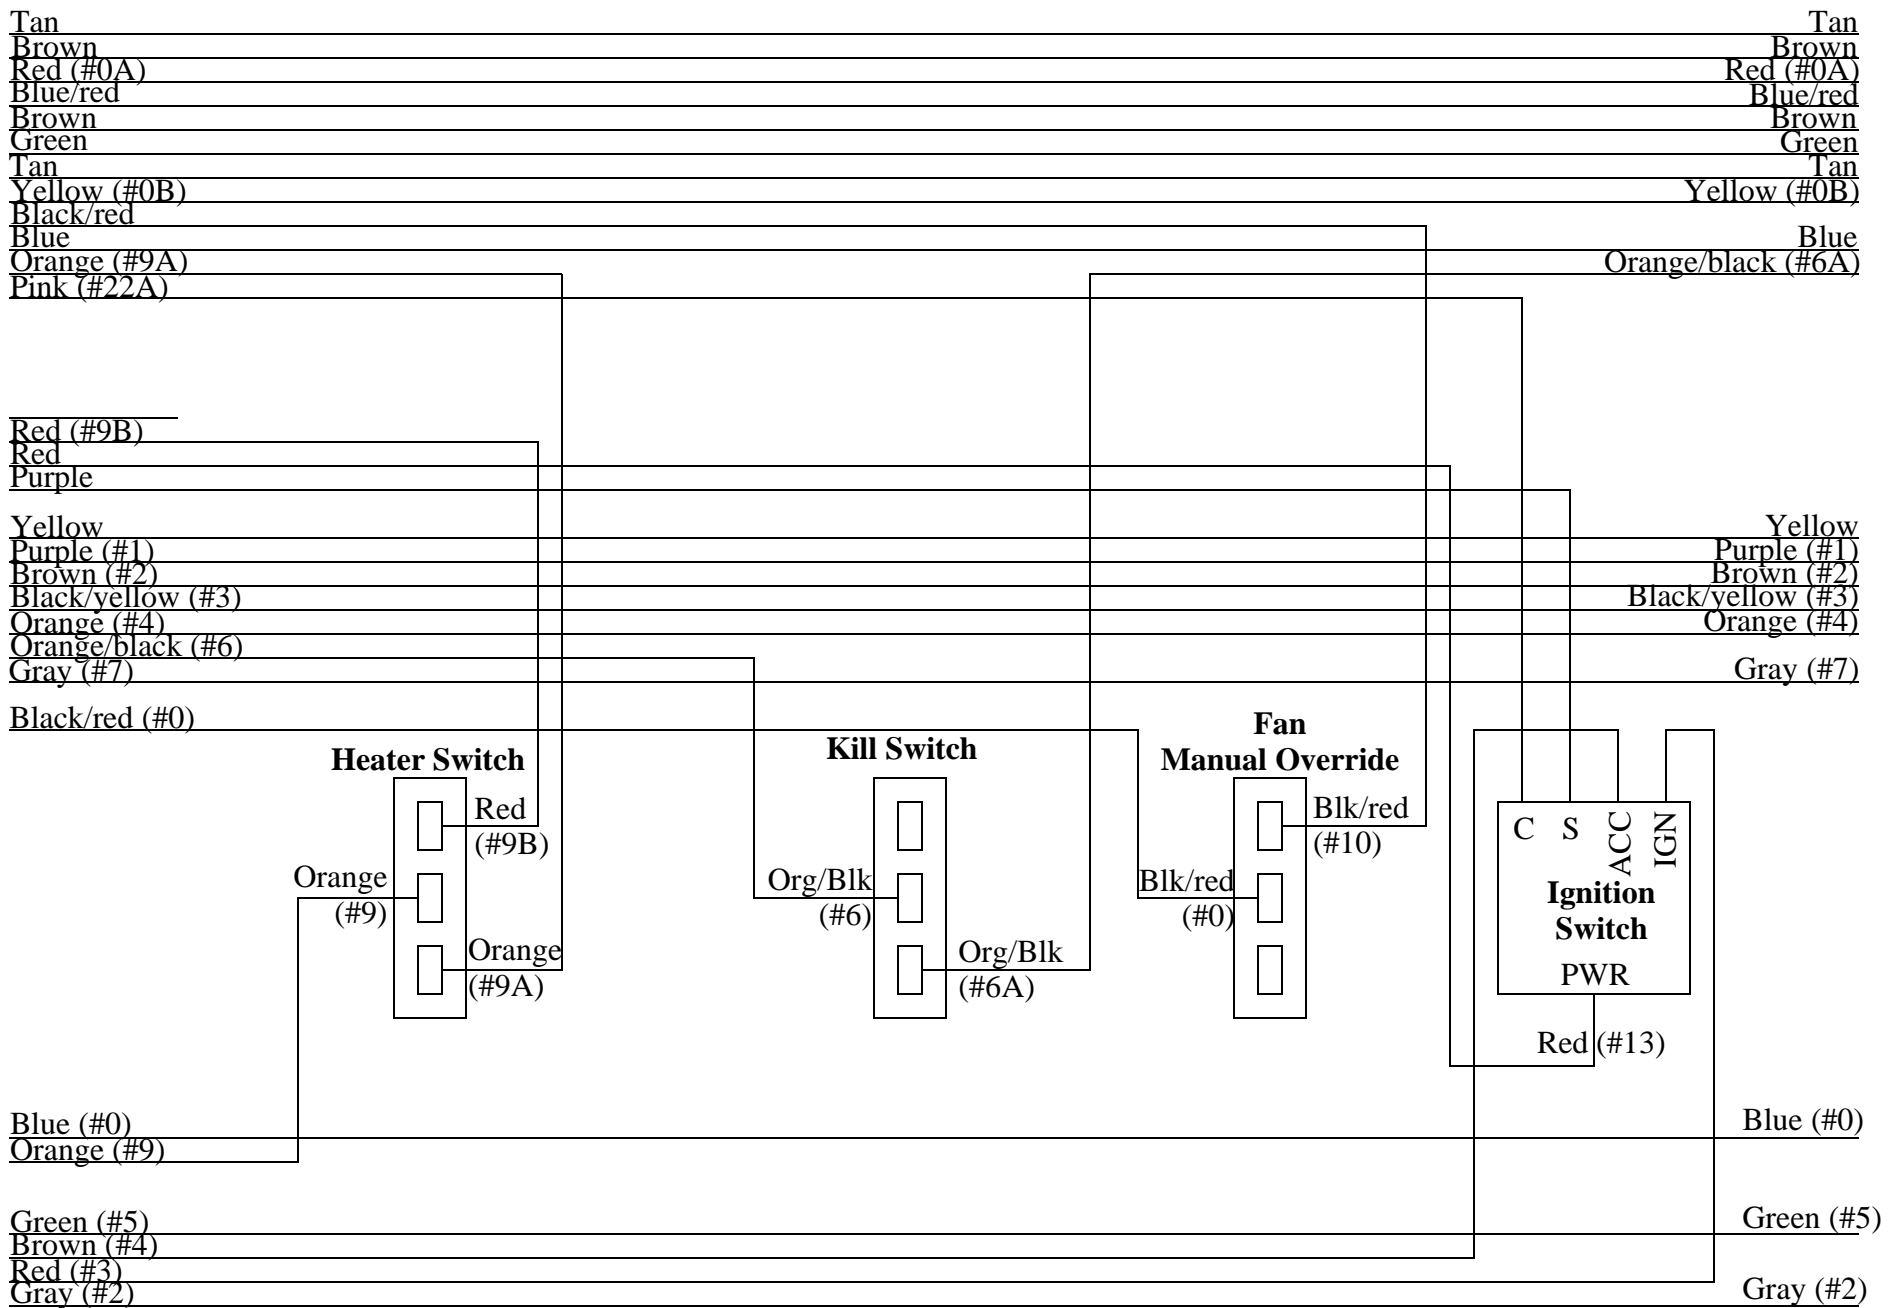 Tan Tan
Brown Brown
Red (#0A) Red (#0A)
Blue/red Blue/red
Brown Brown
Green Green
Tan Tan
Yellow (#0B) Yellow (#0B)
Black/red
Blue Blue
Orange (#9A) Orange/black (#6A)
Pink (#22A)
Red (#9B)
Red
Purple
Yellow Yellow
Purple (#1) Purple (#1)
Brown (#2) Brown (#2)
Black/yellow (#3) Black/yellow (#3)
Orange (#4) Orange (#4)
Orange/black (#6)
Gray (#7) Gray (#7)
Black/red (#0)
Heater Switch
Red
(#9B)
Orange
(#9)
Orange
(#9A)
Kill Switch
Org/Blk
(#6)
Org/Blk
(#6A)
Fan
Manual Override
Blk/red
(#10)
Blk/red
(#0)
C S ACC IGN
Ignition
Switch
PWR
Red (#13)
Blue (#0) Blue (#0)
Orange (#9)
Green (#5) Green (#5)
Brown (#4)
Red (#3)
Gray (#2) Gray (#2)